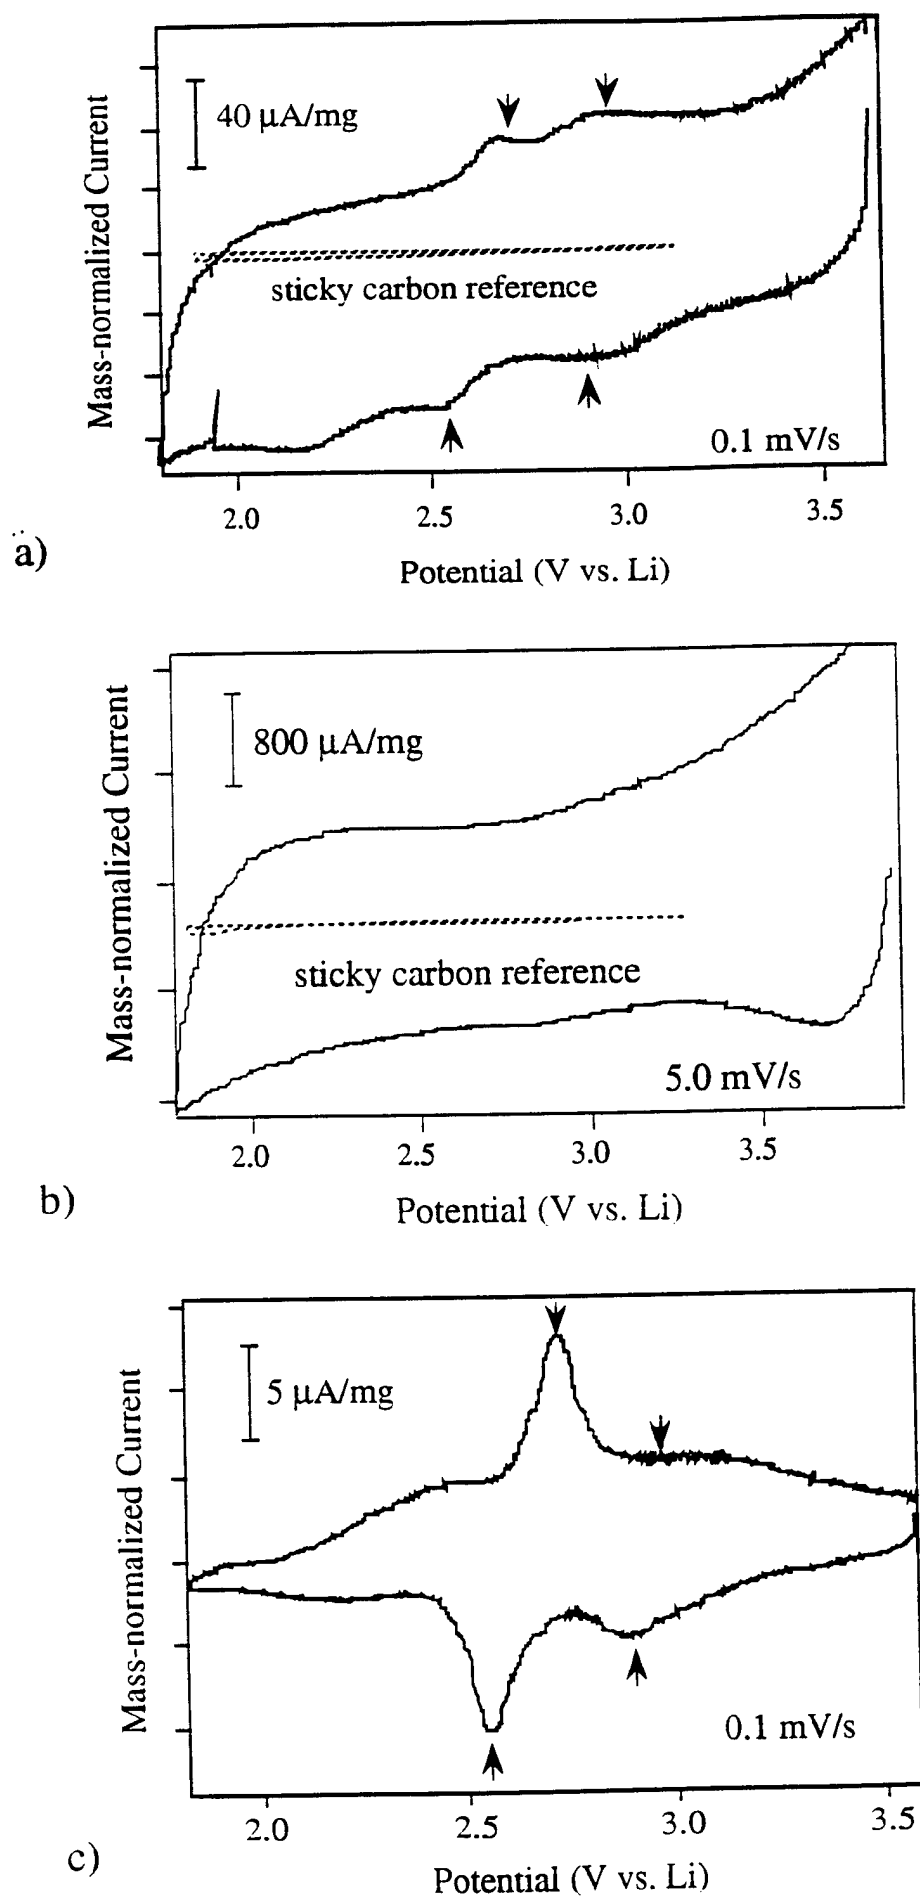 40 µA/mg
Mass-normalized Current
sticky carbon reference
0.1 mV/s
2.0 2.5 3.0 3.5
a)
Potential (V vs. Li)
800 µA/mg
Mass-normalized Current
sticky carbon reference
5.0 mV/s
2.0 2.5 3.0 3.5
b)
Potential (V vs. Li)
5 µA/mg
Mass-normalized Current
0.1 mV/s
2.0 2.5 3.0 3.5
c)
Potential (V vs. Li)